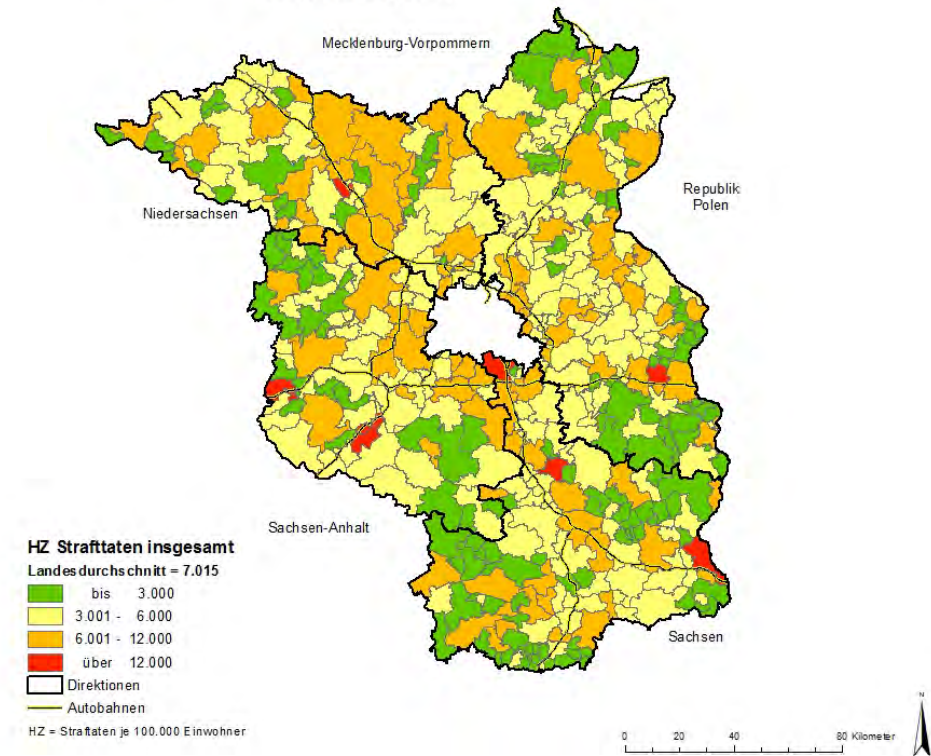 Mecklenburg-Vorpommern
Republik
Polen
Niedersachsen
Sachsen-Anhalt
Sachsen
HZ Strafttaten insgesamt
Landesdurchschnitt = 7.015
bis 3.000
3.001 - 6.000
6.001 - 12.000
über 12.000
Direktionen
Autobahnen
HZ = Straftaten je 100.000 Einwohner
0 20 40 80 Kilometer
N